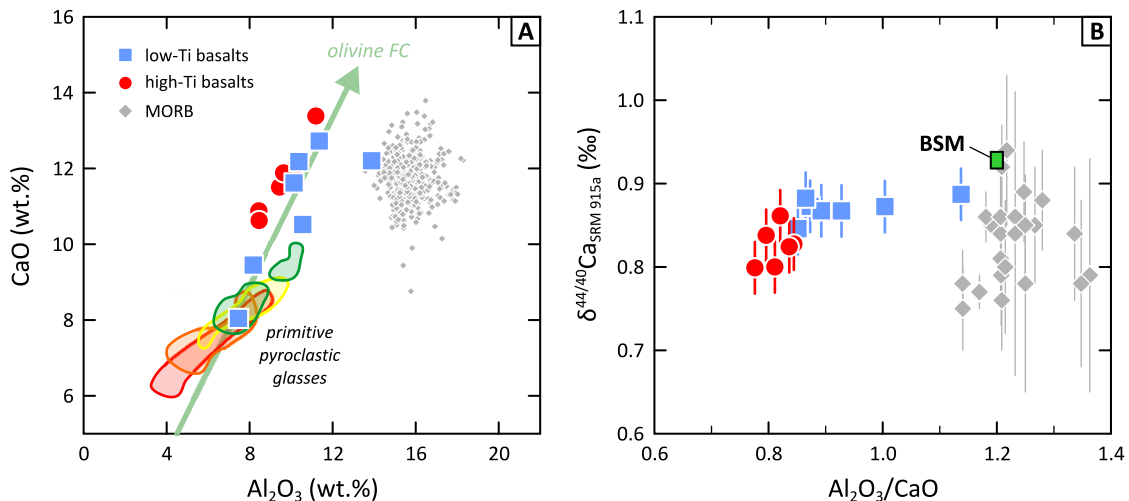 A
16
14
12
10
8
6
CaO (wt.%)
low-Ti basalts
high-Ti basalts
MORB
olivine FC
primitive
pyroclastic
glasses
0
4
8
12
16
20
Al₂O₃ (wt.%)
B
1.1
1.0
0.9
0.8
0.7
0.6
δ⁴⁴/⁴⁰Ca SRM 915a (‰)
BSM
0.6
0.8
1.0
1.2
1.4
Al₂O₃/CaO